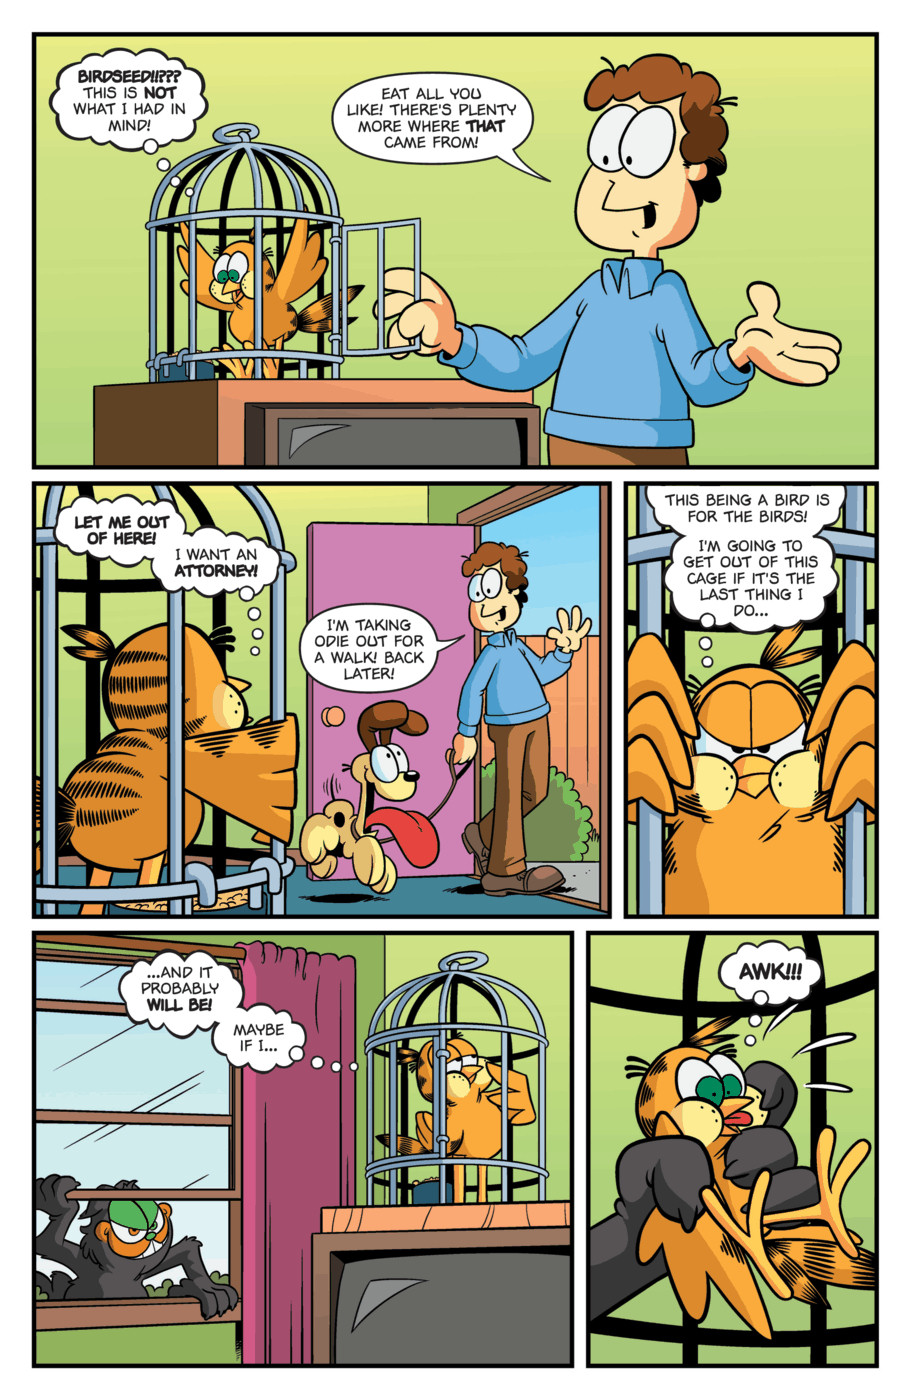 BIRDSEED!!???
THIS IS NOT
WHAT I HAD IN
MIND!
EAT ALL YOU
LIKE! THERE'S PLENTY
MORE WHERE THAT
CAME FROM!
LET ME OUT
OF HERE!
I WANT AN
ATTORNEY!
I'M TAKING
ODIE OUT FOR
A WALK! BACK
LATER!
THIS BEING A BIRD IS
FOR THE BIRDS!
I'M GOING TO
GET OUT OF THIS
CAGE IF IT'S THE
LAST THING I
DO...
...AND IT
PROBABLY
WILL BE!
MAYBE
IF I...
AWK!!!